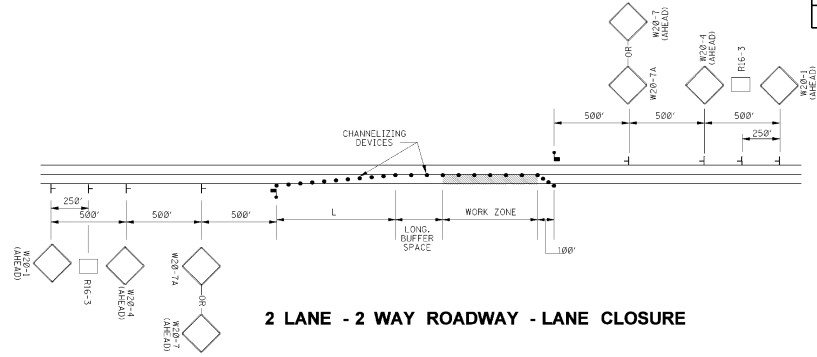 W20-7
(AHEAD)
OR
W20-7A
W20-4
(AHEAD)
R16-3
W20-1
(AHEAD)
500'
500'
500'
250'
CHANNELIZING
DEVICES
250'
500'
500'
500'
L
LONG.
BUFFER
SPACE
WORK ZONE
100'
W20-1
(AHEAD)
R16-3
W20-4
(AHEAD)
W20-7A
OR
W20-7
(AHEAD)
2 LANE - 2 WAY ROADWAY - LANE CLOSURE